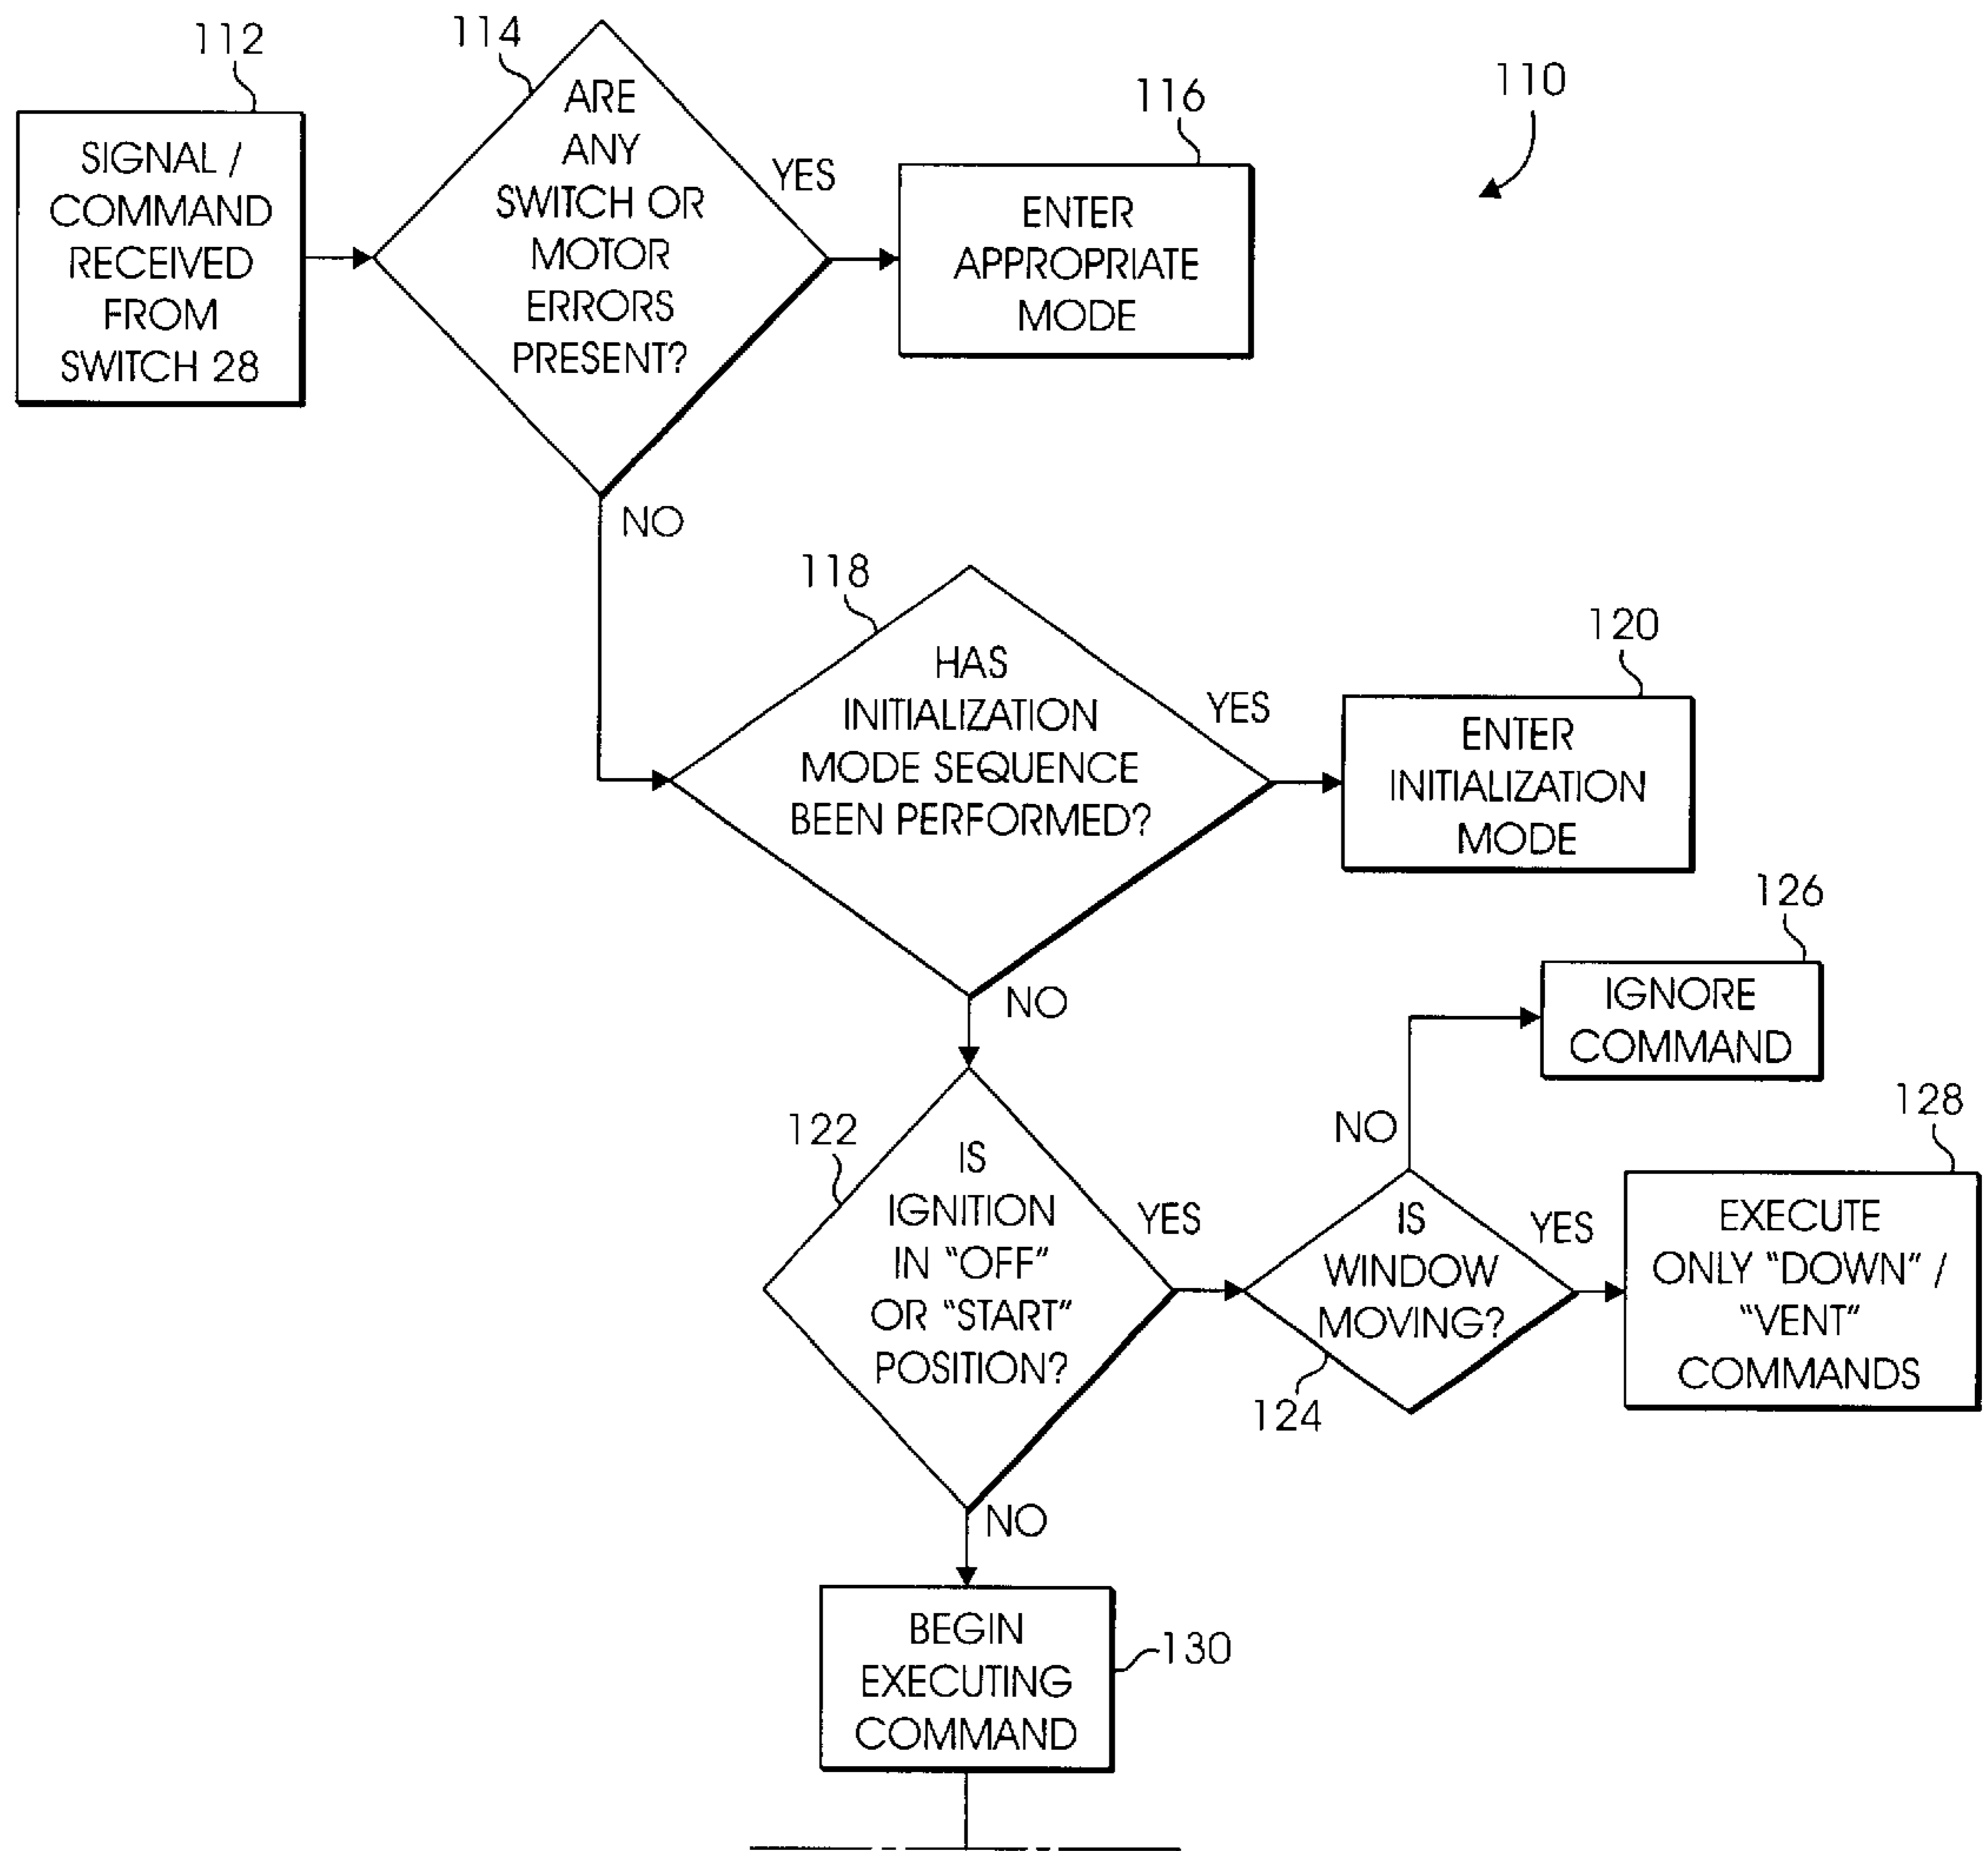 112
SIGNAL /
COMMAND
RECEIVED
FROM
SWITCH 28
114
ARE
ANY
SWITCH OR
MOTOR
ERRORS
PRESENT?
YES
116
ENTER
APPROPRIATE
MODE
110
NO
118
HAS
INITIALIZATION
MODE SEQUENCE
BEEN PERFORMED?
YES
120
ENTER
INITIALIZATION
MODE
NO
122
IS
IGNITION
IN “OFF”
OR “START”
POSITION?
YES
124
IS
WINDOW
MOVING?
NO
126
IGNORE
COMMAND
YES
128
EXECUTE
ONLY “DOWN” /
“VENT”
COMMANDS
NO
BEGIN
EXECUTING
COMMAND
130